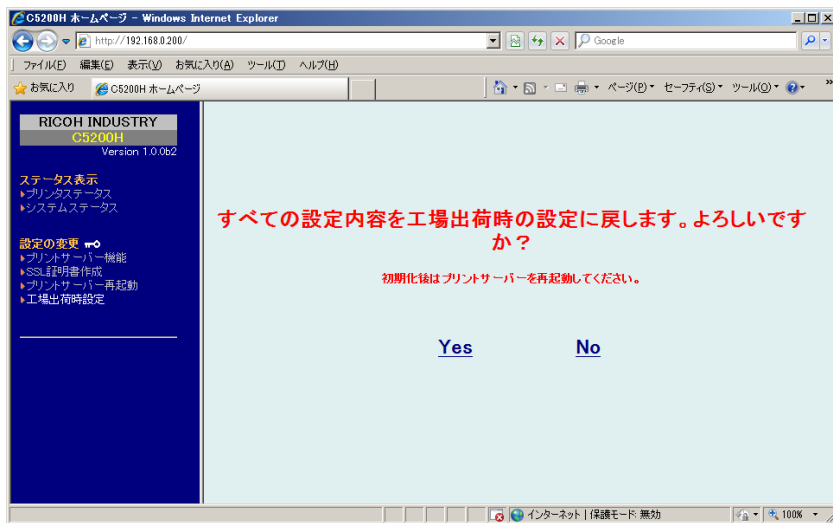 C5200H ホームページ - Windows Internet Explorer
http://192.168.0.200/
Google
ファイル(F) 編集(E) 表示(V) お気に入り(A) ツール(T) ヘルプ(H)
お気に入り C5200H ホームページ ページ(P) セーフティ(S) ツール(O) »
RICOH INDUSTRY
C5200H
Version 1.0.0b2
ステータス表示
プリンタステータス
システムステータス
設定の変更
プリントサーバー機能
SSL証明書作成
プリントサーバー再起動
工場出荷時設定
すべての設定内容を工場出荷時の設定に戻します。よろしいです
か？
初期化後はプリントサーバーを再起動してください。
Yes No
インターネット | 保護モード: 無効 100%